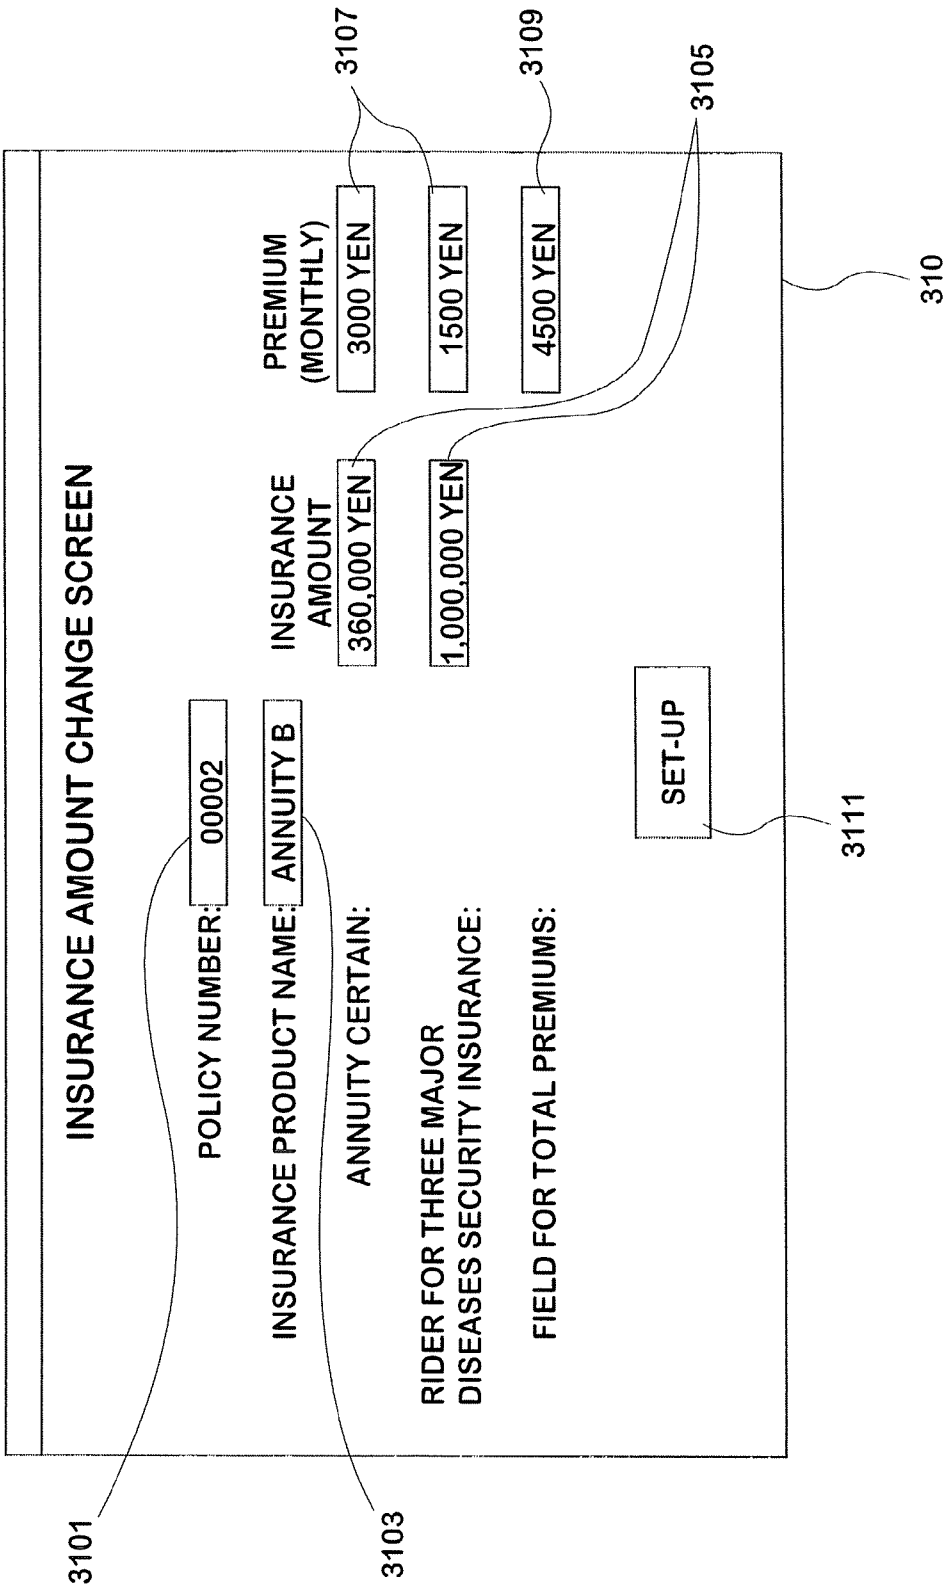 INSURANCE AMOUNT CHANGE SCREEN
3101
POLICY NUMBER: 00002
3103
INSURANCE PRODUCT NAME: ANNUITY B
INSURANCE
AMOUNT
PREMIUM
(MONTHLY)
3107
ANNUITY CERTAIN: 360,000 YEN 3000 YEN
RIDER FOR THREE MAJOR
DISEASES SECURITY INSURANCE: 1,000,000 YEN 1500 YEN
3109
FIELD FOR TOTAL PREMIUMS: 4500 YEN
3105
SET-UP
3111
310